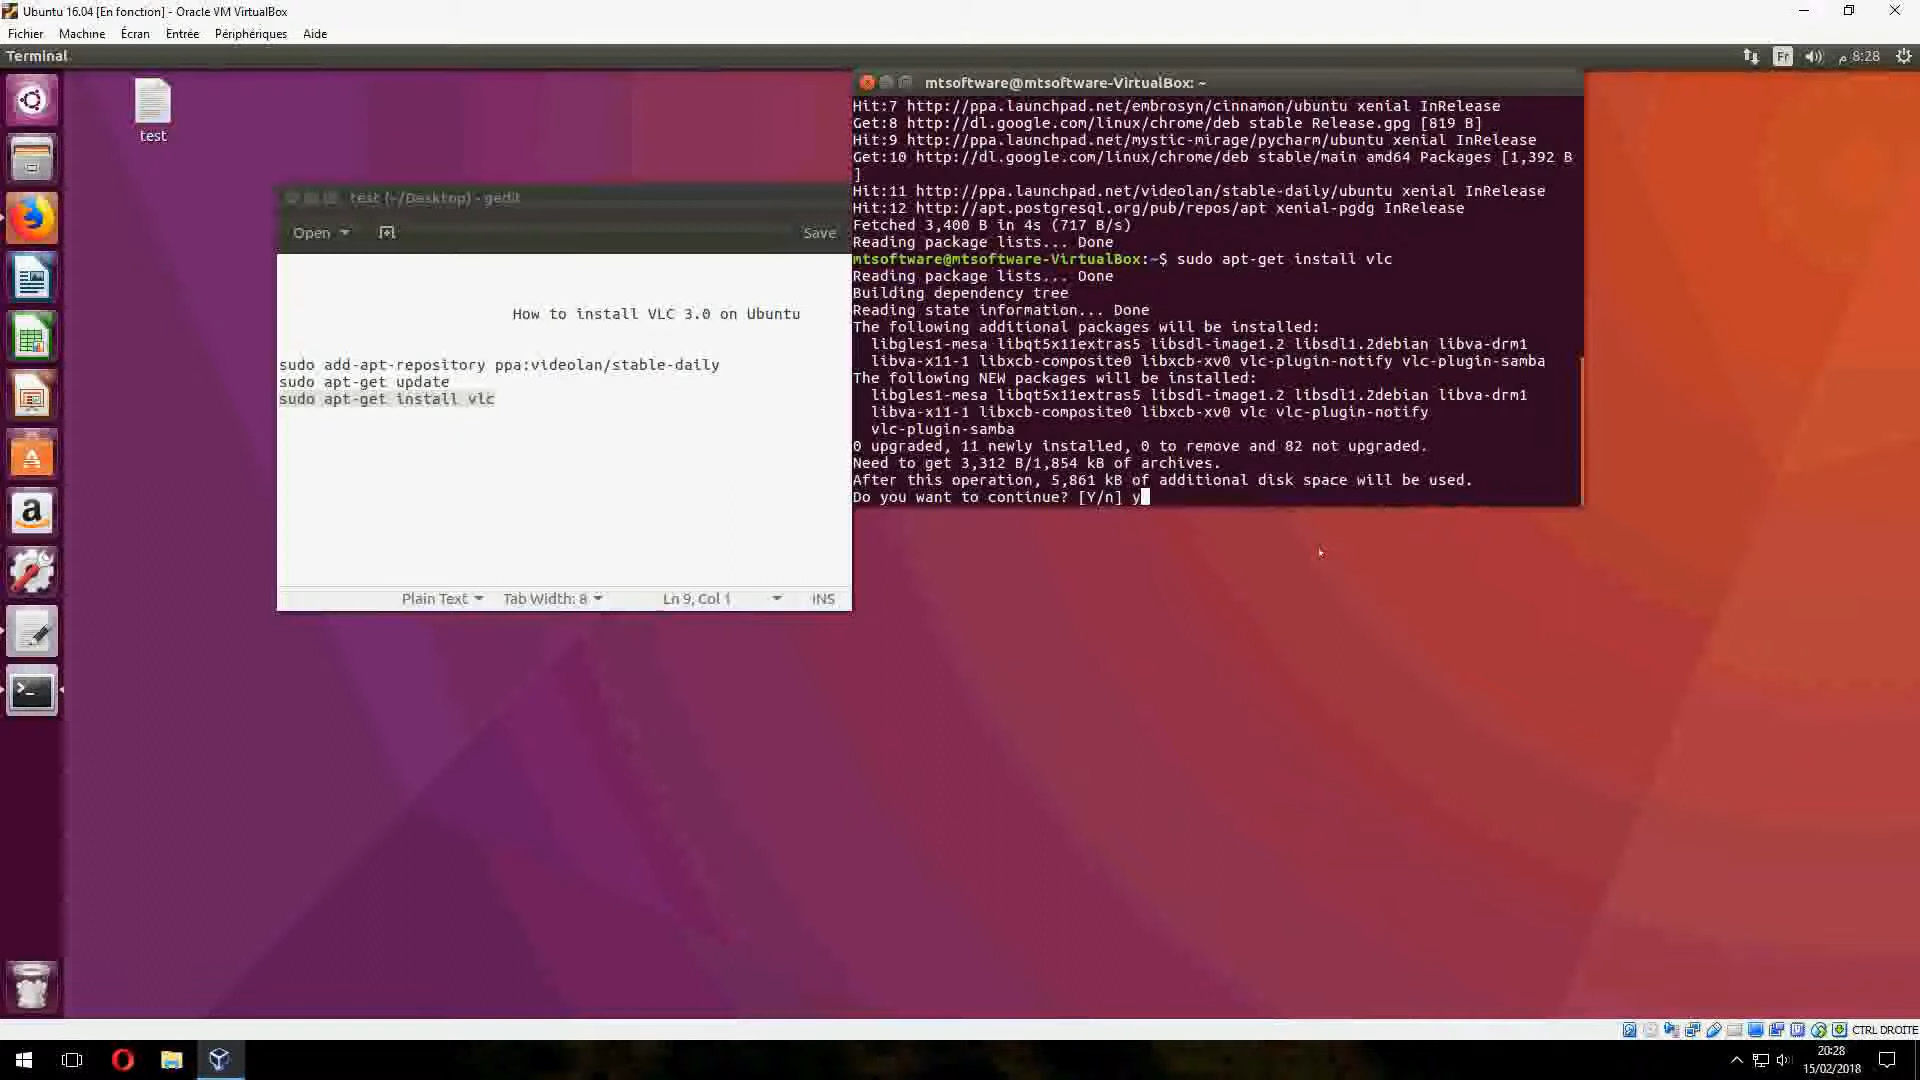 Ubuntu 16.04 [En fonction] - Oracle VM VirtualBox
Fichier Machine Écran Entrée Périphériques Aide
Terminal
Fr
م 8:28
test
test (~/Desktop) - gedit
Open
Save
How to install VLC 3.0 on Ubuntu
sudo add-apt-repository ppa:videolan/stable-daily
sudo apt-get update
sudo apt-get install vlc
Plain Text Tab Width: 8 Ln 9, Col 1 INS
mtsoftware@mtsoftware-VirtualBox: ~
Hit:7 http://ppa.launchpad.net/embrosyn/cinnamon/ubuntu xenial InRelease
Get:8 http://dl.google.com/linux/chrome/deb stable Release.gpg [819 B]
Hit:9 http://ppa.launchpad.net/mystic-mirage/pycharm/ubuntu xenial InRelease
Get:10 http://dl.google.com/linux/chrome/deb stable/main amd64 Packages [1,392 B
]
Hit:11 http://ppa.launchpad.net/videolan/stable-daily/ubuntu xenial InRelease
Hit:12 http://apt.postgresql.org/pub/repos/apt xenial-pgdg InRelease
Fetched 3,400 B in 4s (717 B/s)
Reading package lists... Done
mtsoftware@mtsoftware-VirtualBox:~$ sudo apt-get install vlc
Reading package lists... Done
Building dependency tree
Reading state information... Done
The following additional packages will be installed:
libgles1-mesa libqt5x11extras5 libsdl-image1.2 libsdl1.2debian libva-drm1
libva-x11-1 libxcb-composite0 libxcb-xv0 vlc-plugin-notify vlc-plugin-samba
The following NEW packages will be installed:
libgles1-mesa libqt5x11extras5 libsdl-image1.2 libsdl1.2debian libva-drm1
libva-x11-1 libxcb-composite0 libxcb-xv0 vlc vlc-plugin-notify
vlc-plugin-samba
0 upgraded, 11 newly installed, 0 to remove and 82 not upgraded.
Need to get 3,312 B/1,854 kB of archives.
After this operation, 5,861 kB of additional disk space will be used.
Do you want to continue? [Y/n] y
CTRL DROITE
20:28
15/02/2018